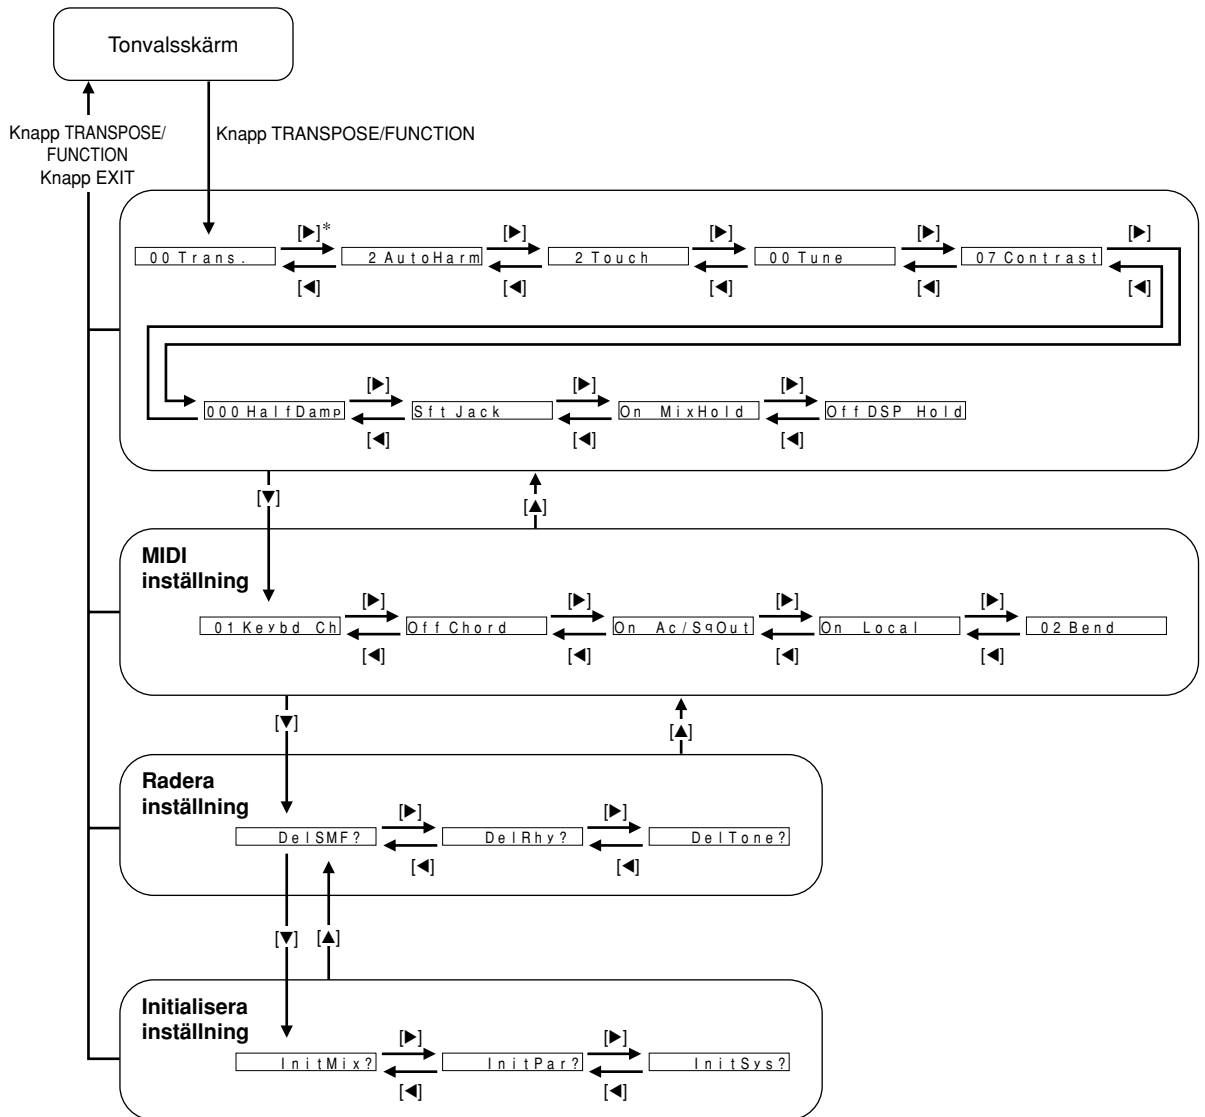 Tonvalsskärm
Knapp TRANSPOSE/
FUNCTION
Knapp EXIT
Knapp TRANSPOSE/FUNCTION
[▶]* [▶] [▶] [▶] [▶]
00 Trans. 2 AutoHarm 2 Touch 00 Tune 07 Contrast
[◀] [◀] [◀] [◀] [◀]
[▶] [▶] [▶]
000 HalfDamp Sft Jack On MixHold Off DSP Hold
[◀] [◀] [◀]
[▼] [▲]
MIDI
inställning
[▶] [▶] [▶] [▶]
01 Keybd Ch Off Chord On Ac/SqOut On Local 02 Bend
[◀] [◀] [◀] [◀]
[▼] [▲]
Radera
inställning
[▶] [▶]
DelSMF? DelRhy? DelTone?
[◀] [◀]
[▼] [▲]
Initialisera
inställning
[▶] [▶]
InitMix? InitPar? InitSys?
[◀] [◀]